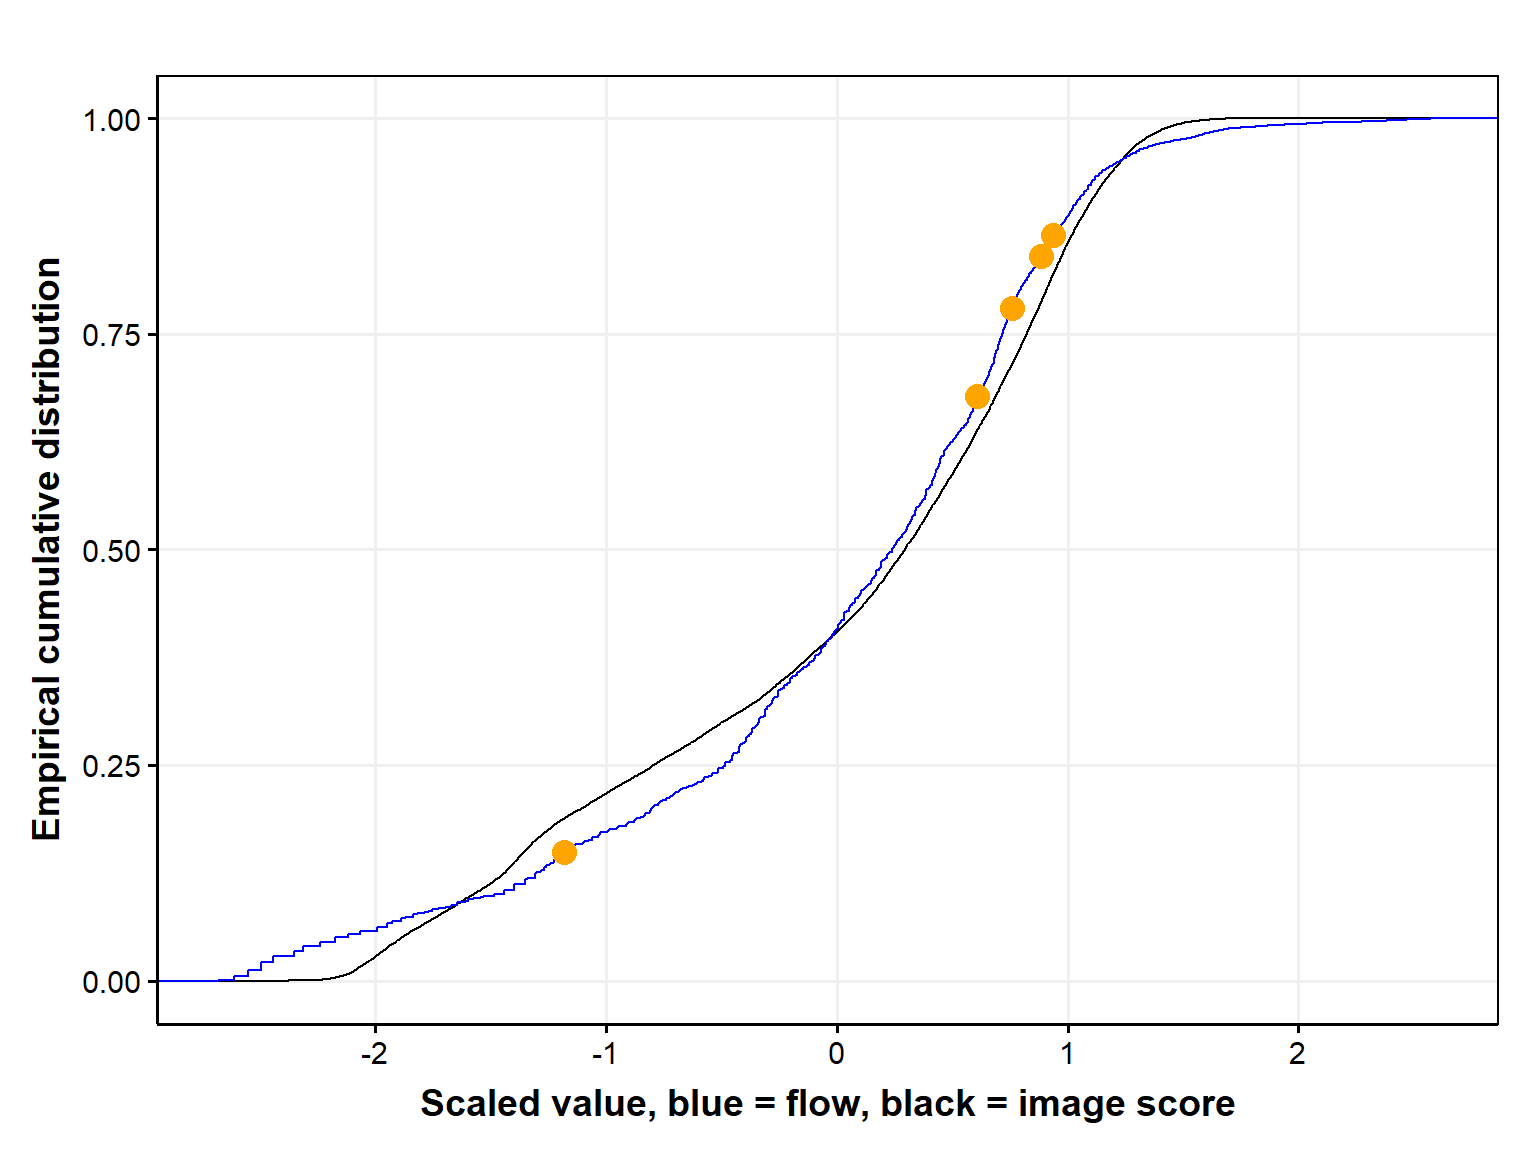 Empirical cumulative distribution
1.00
0.75
0.50
0.25
0.00
-2 -1 0 1 2
Scaled value, blue = flow, black = image score